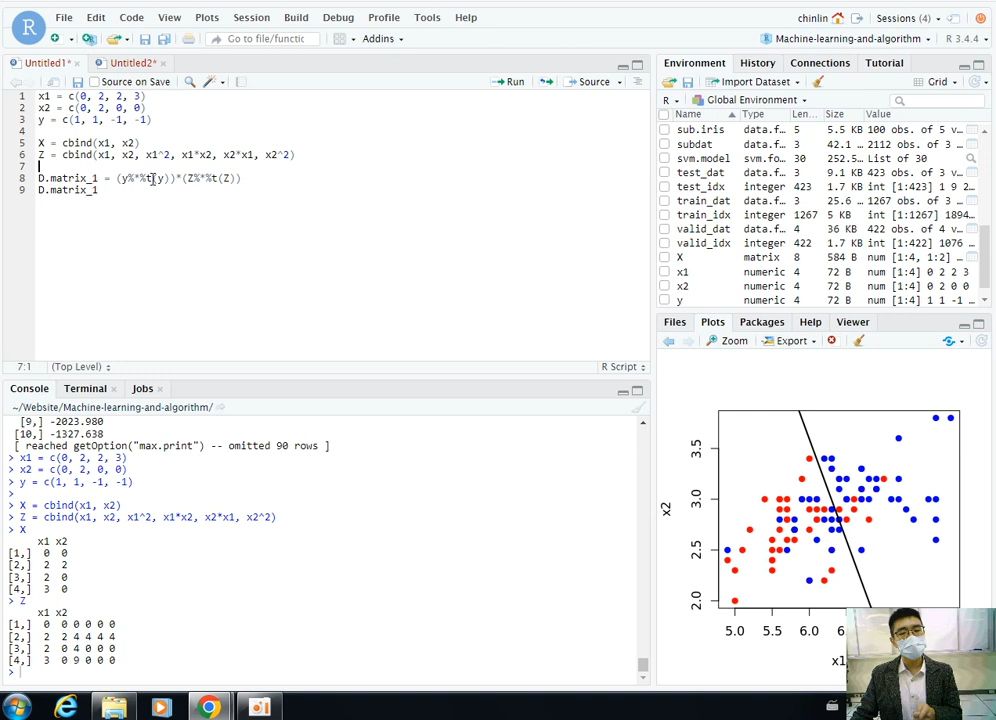 File Edit Code View Plots Session Build Debug Profile Tools Help
Go to file/functic
Addins
chinlin
Sessions (4)
Machine-learning-and-algorithm
R 3.4.4
Untitled1*
Untitled2*
Source on Save
Run
Source
1 x1 = c(0, 2, 2, 3)
2 x2 = c(0, 2, 0, 0)
3 y = c(1, 1, -1, -1)
4
5 X = cbind(x1, x2)
6 Z = cbind(x1, x2, x1^2, x1*x2, x2*x1, x2^2)
7
8 D.matrix_1 = (y%*%t(y))*(Z%*%t(Z))
9 D.matrix_1
7:1 (Top Level) R Script
Console Terminal Jobs
~/Website/Machine-learning-and-algorithm/
[9,] -2023.980
[10,] -1327.638
[ reached getOption("max.print") -- omitted 90 rows ]
> x1 = c(0, 2, 2, 3)
> x2 = c(0, 2, 0, 0)
> y = c(1, 1, -1, -1)
>
> X = cbind(x1, x2)
> Z = cbind(x1, x2, x1^2, x1*x2, x2*x1, x2^2)
> X
x1 x2
[1,] 0 0
[2,] 2 2
[3,] 2 0
[4,] 3 0
> Z
x1 x2
[1,] 0 0 0 0 0 0
[2,] 2 2 4 4 4 4
[3,] 2 0 4 0 0 0
[4,] 3 0 9 0 0 0
>
Environment History Connections Tutorial
Import Dataset
Grid
R Global Environment
Name Type Len... Size Value
sub.iris data.f... 5 5.5 KB 100 obs. of 5 v...
subdat data.f... 3 42.1 ... 2112 obs. of 3 ...
svm.model svm.fo... 30 252.5... List of 30
test_dat data.f... 3 9.1 KB 423 obs. of 3 v...
test_idx integer 423 1.7 KB int [1:423] 1 9 2...
train_dat data.f... 3 25.6 ... 1267 obs. of 3 ...
train_idx integer 1267 5 KB int [1:1267] 1894...
valid_dat data.f... 4 36 KB 422 obs. of 4 v...
valid_idx integer 422 1.7 KB int [1:422] 1076 ...
X matrix 8 584 B num [1:4, 1:2] ...
x1 numeric 4 72 B num [1:4] 0 2 2 3
x2 numeric 4 72 B num [1:4] 0 2 0 0
y numeric 4 72 B num [1:4] 1 1 -1 ...
Files Plots Packages Help Viewer
Zoom Export
3.5
3.0
2.5
2.0
x2
5.0 5.5 6.0
x1